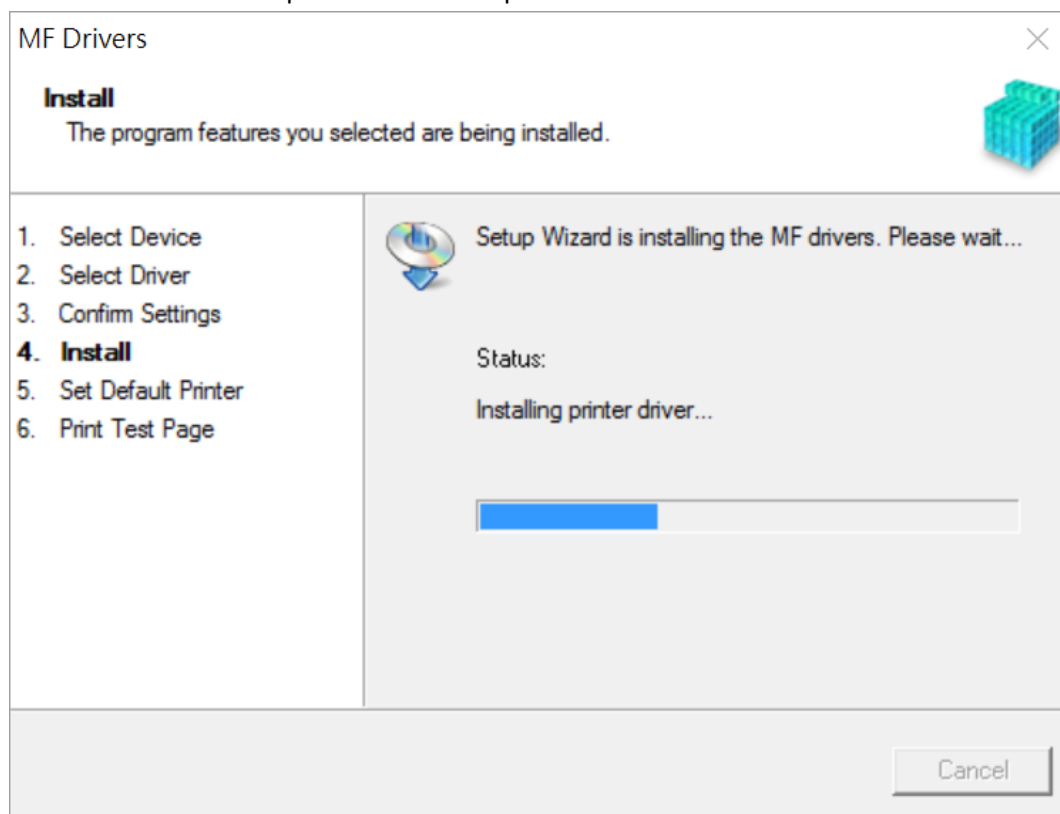 MF Drivers
Install
The program features you selected are being installed.
1. Select Device
2. Select Driver
3. Confirm Settings
4. Install
5. Set Default Printer
6. Print Test Page
Setup Wizard is installing the MF drivers. Please wait...
Status:
Installing printer driver...
Cancel